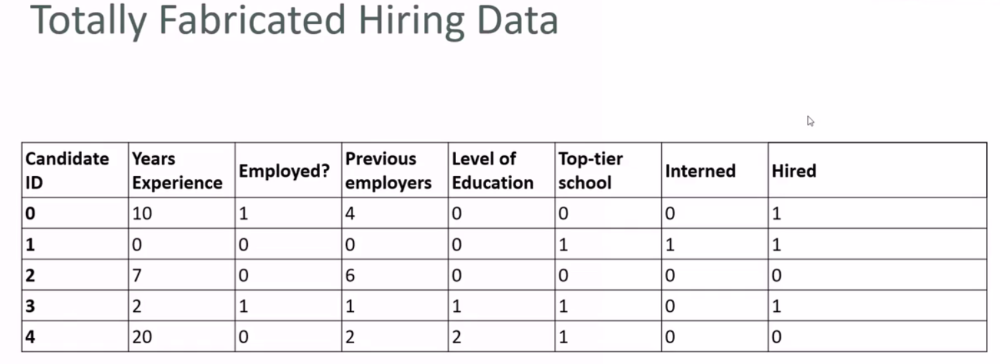 Totally Fabricated Hiring Data
Candidate ID Years Experience Employed? Previous employers Level of Education Top-tier school Interned Hired
0 10 1 4 0 0 0 1
1 0 0 0 0 1 1 1
2 7 0 6 0 0 0 0
3 2 1 1 1 1 0 1
4 20 0 2 2 1 0 0